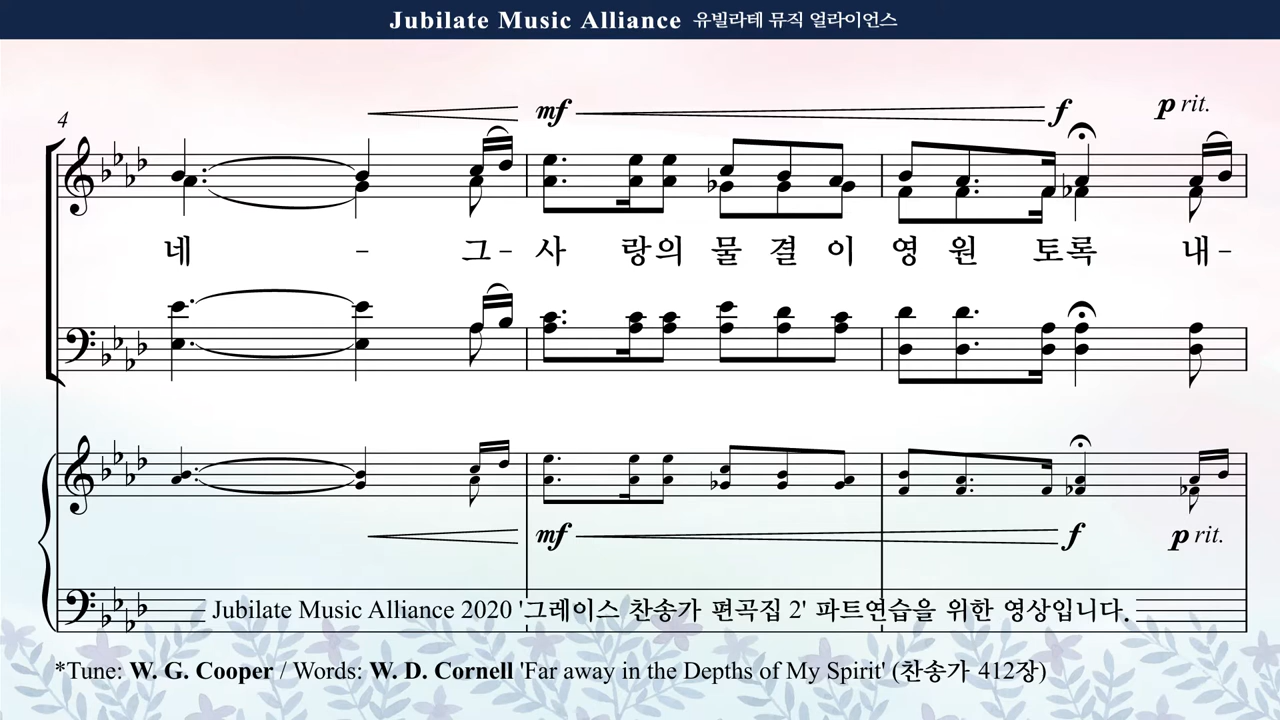 Jubilate Music Alliance 유빌라테 뮤직 얼라이언스
4
mf f p rit.
네 - 그- 사 랑의 물 결 이 영 원 토록 내-
mf f p rit.
Jubilate Music Alliance 2020 '그레이스 찬송가 편곡집 2' 파트연습을 위한 영상입니다.
*Tune: W. G. Cooper / Words: W. D. Cornell 'Far away in the Depths of My Spirit' (찬송가 412장)